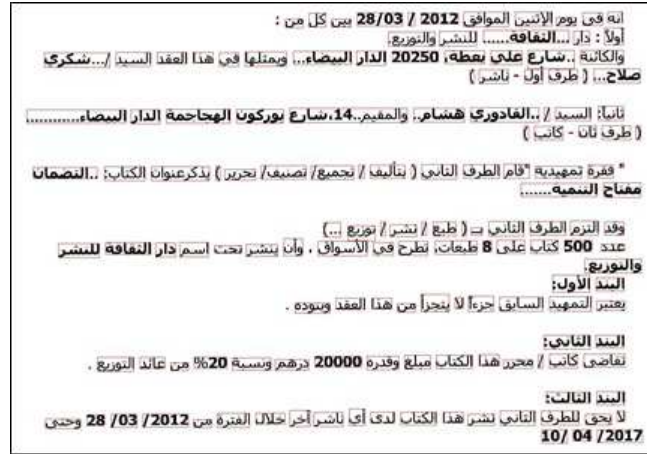 انه في يوم الإثنين الموافق 2012 / 28/03 بين كل من :
أولاً : دار ...الثقافة...... للنشر والتوزيع.
والكائنة ..شارع علي نفطة، 20250 الدار البيضاء... ويمثلها في هذا العقد السيد /...شكري
صلاح... ( طرف أول - ناشر )
ثانياً: السيد / ..القادوري هشام.. والمقيم..14،شارع بوركون الهجاجمة الدار البيضاء............
( طرف ثان - كاتب )
" فقرة تمهيدية "قام الطرف الثاني ( بتأليف / تجميع/ تصنيف/ تحرير ) يذكرعنوان الكتاب: ..التضمان
مفتاح التنمية.......
وقد التزم الطرف الثاني بـ ( طبع / نشر / توزيع ...)
عدد 500 كتاب على 8 طبعات، تطرح في الأسواق ، وأن ينشر تحت اسم دار الثقافة للنشر
والتوزيع.
البند الأول:
يعتبر التمهيد السابق جزءاً لا يتجزأ من هذا العقد وبنوده .
البند الثاني:
تقاضى كاتب / محرر هذا الكتاب مبلغ وقدره 20000 درهم ونسبة 20% من عائد التوزيع .
البند الثالث:
لا يحق للطرف الثاني نشر هذا الكتاب لدى أي ناشر آخر خلال الفترة من 2012/ 03/ 28 وحتى
2017/ 04 /10